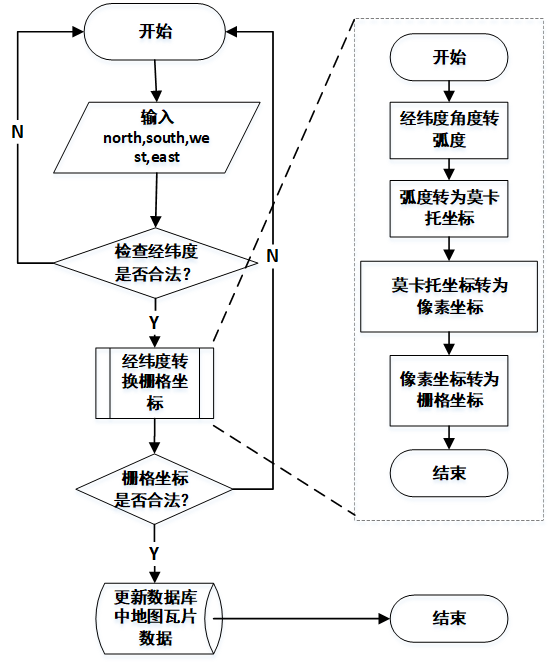 开始
输入
north,south,we
st,east
N
检查经纬度
是否合法？
N
Y
经纬度转
换栅格坐
标
栅格坐标
是否合法？
Y
更新数据库
中地图瓦片
数据
结束
开始
经纬度角度转
弧度
弧度转为莫卡
托坐标
莫卡托坐标转为
像素坐标
像素坐标转为
栅格坐标
结束